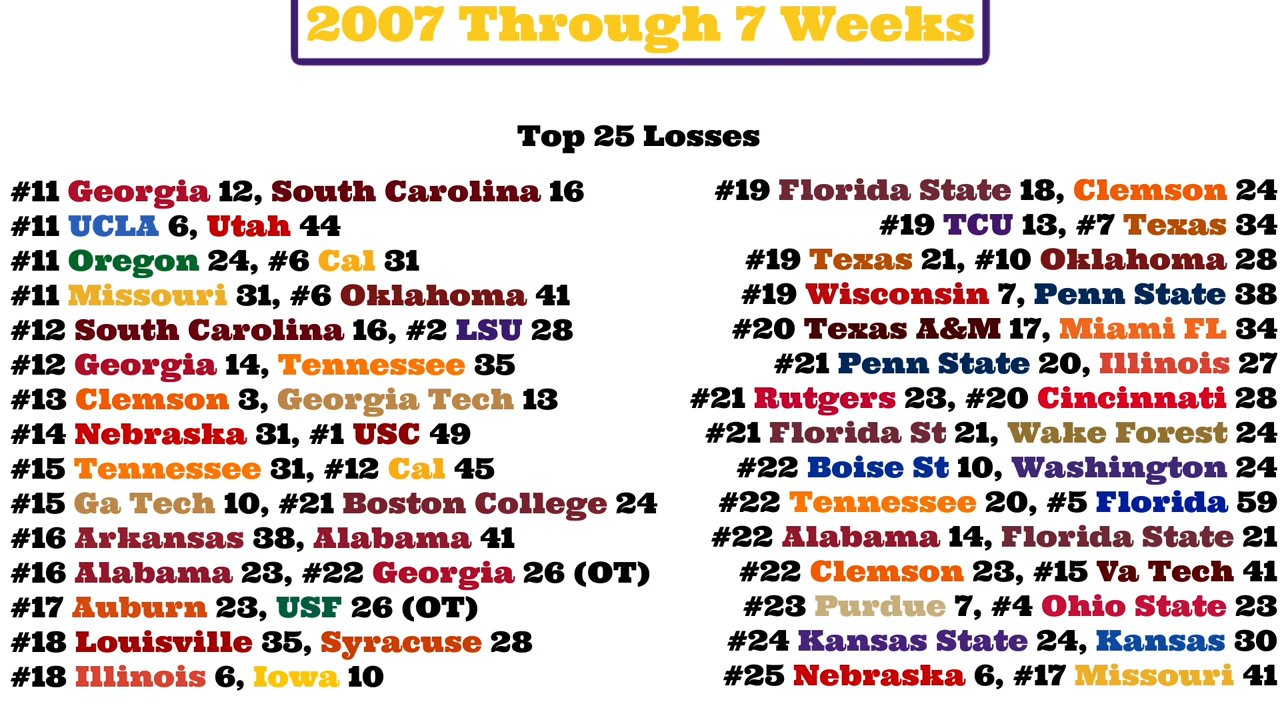 2007 Through 7 Weeks
Top 25 Losses
#11 Georgia 12, South Carolina 16
#11 UCLA 6, Utah 44
#11 Oregon 24, #6 Cal 31
#11 Missouri 31, #6 Oklahoma 41
#12 South Carolina 16, #2 LSU 28
#12 Georgia 14, Tennessee 35
#13 Clemson 3, Georgia Tech 13
#14 Nebraska 31, #1 USC 49
#15 Tennessee 31, #12 Cal 45
#15 Ga Tech 10, #21 Boston College 24
#16 Arkansas 38, Alabama 41
#16 Alabama 23, #22 Georgia 26 (OT)
#17 Auburn 23, USF 26 (OT)
#18 Louisville 35, Syracuse 28
#18 Illinois 6, Iowa 10
#19 Florida State 18, Clemson 24
#19 TCU 13, #7 Texas 34
#19 Texas 21, #10 Oklahoma 28
#19 Wisconsin 7, Penn State 38
#20 Texas A&M 17, Miami FL 34
#21 Penn State 20, Illinois 27
#21 Rutgers 23, #20 Cincinnati 28
#21 Florida St 21, Wake Forest 24
#22 Boise St 10, Washington 24
#22 Tennessee 20, #5 Florida 59
#22 Alabama 14, Florida State 21
#22 Clemson 23, #15 Va Tech 41
#23 Purdue 7, #4 Ohio State 23
#24 Kansas State 24, Kansas 30
#25 Nebraska 6, #17 Missouri 41